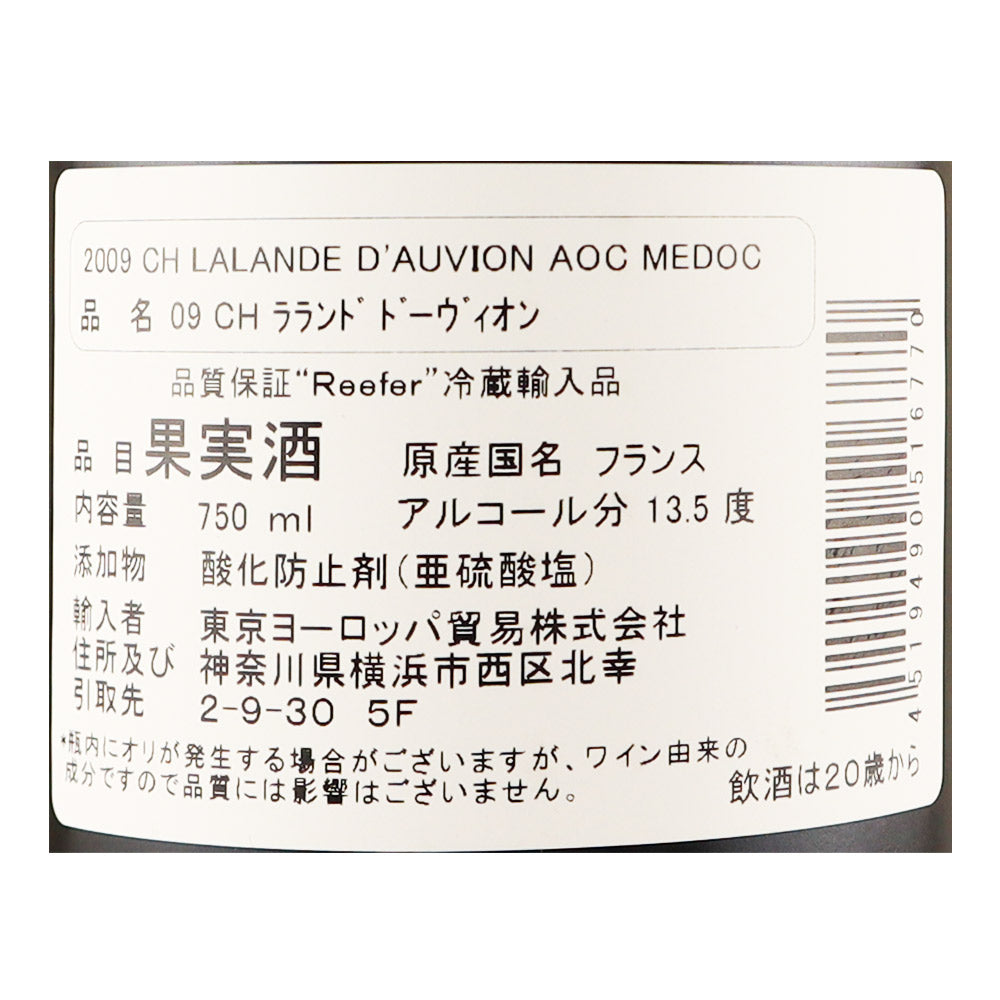 2009 CH LALANDE D'AUVION AOC MEDOC
品 名 09 CH ララント゛ト゛ーヴィオン
品質保証“Reefer”冷蔵輸入品
品 目 果実酒 原産国名 フランス
内容量 750 ml アルコール分 13.5 度
添加物 酸化防止剤(亜硫酸塩)
輸入者 東京ヨーロッパ貿易株式会社
住所及び 神奈川県横浜市西区北幸
引取先 2-9-30 5F
*瓶内にオリが発生する場合がございますが、ワイン由来の
成分ですので品質には影響はございません。
飲酒は20歳から
4519490516770